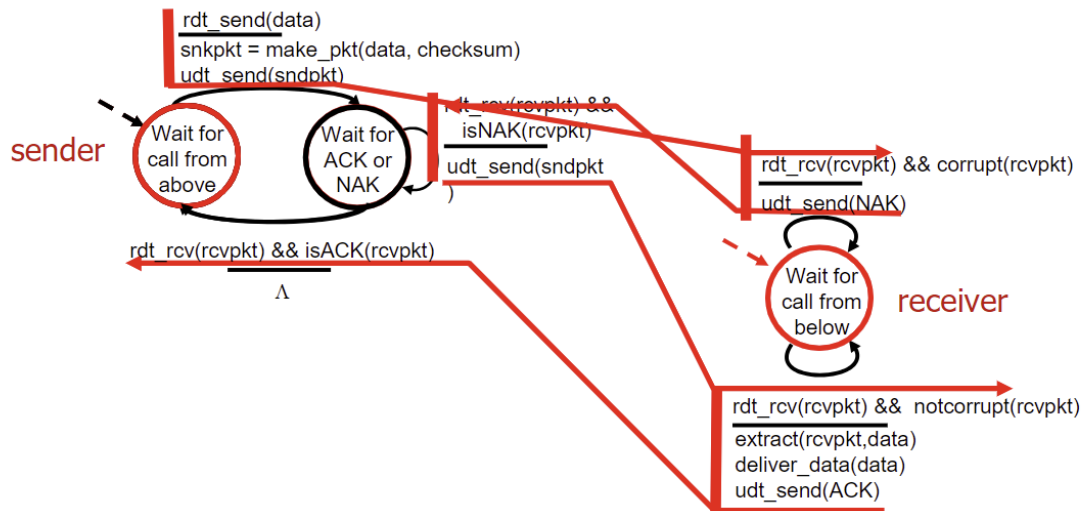 rdt_send(data)
snkpkt = make_pkt(data, checksum)
udt_send(sndpkt)
sender
Wait for
call from
above
Wait for
ACK or
NAK
rdt_rcv(rcvpkt) &&
isNAK(rcvpkt)
udt_send(sndpkt
)
rdt_rcv(rcvpkt) && isACK(rcvpkt)
Λ
rdt_rcv(rcvpkt) && corrupt(rcvpkt)
udt_send(NAK)
Wait for
call from
below
receiver
rdt_rcv(rcvpkt) && notcorrupt(rcvpkt)
extract(rcvpkt,data)
deliver_data(data)
udt_send(ACK)